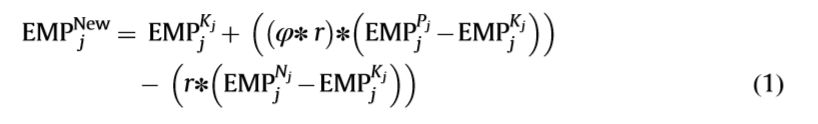 EMP_j^New = EMP_j^{K_j} + ((φ∗r)∗(EMP_j^{P_j} − EMP_j^{K_j}))
− (r∗(EMP_j^{N_j} − EMP_j^{K_j})) (1)